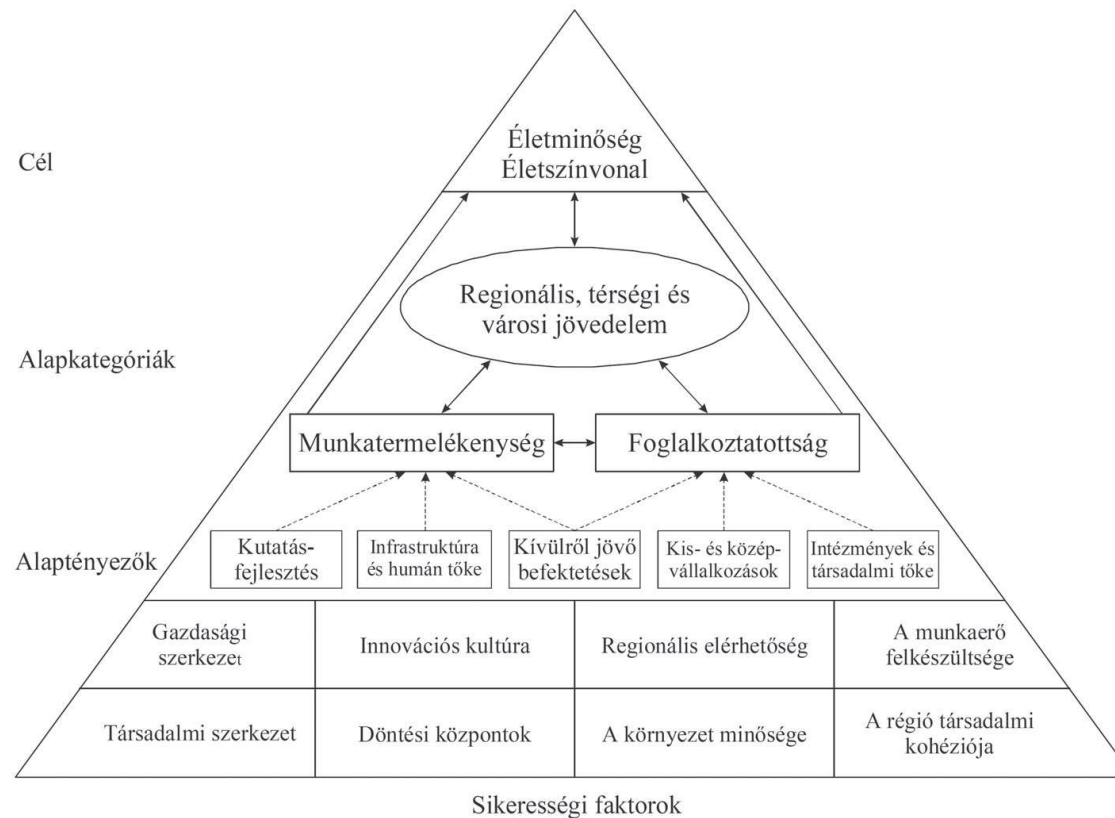 Életminőség
Életszínvonal
Cél
Regionális, térségi és
városi jövedelem
Alapkategóriák
Munkatermelékenység
Foglalkoztatottság
Alaptényezők
Kutatás-
fejlesztés
Infrastruktúra
és humán tőke
Kívülről jövő
befektetések
Kis- és közép-
vállalkozások
Intézmények és
társadalmi tőke
Gazdasági
szerkezet
Innovációs kultúra
Regionális elérhetőség
A munkaerő
felkészültsége
Társadalmi szerkezet
Döntési központok
A környezet minősége
A régió társadalmi
kohéziója
Sikerességi faktorok